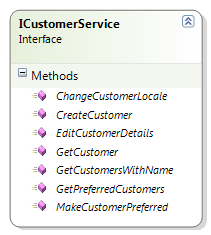 ICustomerService
Interface
Methods
ChangeCustomerLocale
CreateCustomer
EditCustomerDetails
GetCustomer
GetCustomersWithName
GetPreferredCustomers
MakeCustomerPreferred